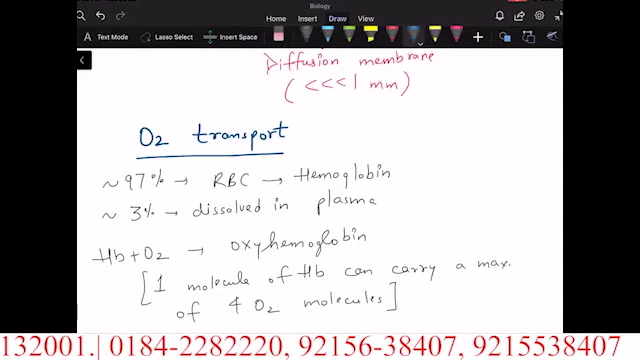 Biology
Home Insert Draw View
Text Mode Lasso Select Insert Space
Diffusion membrane
( <<< 1 mm)
O2 transport
~ 97% → RBC → Hemoglobin
~ 3% → dissolved in plasma
Hb + O2 → oxyhemoglobin
[ 1 molecule of Hb can carry a max.
of 4 O2 molecules ]
132001.| 0184-2282220, 92156-38407, 9215538407